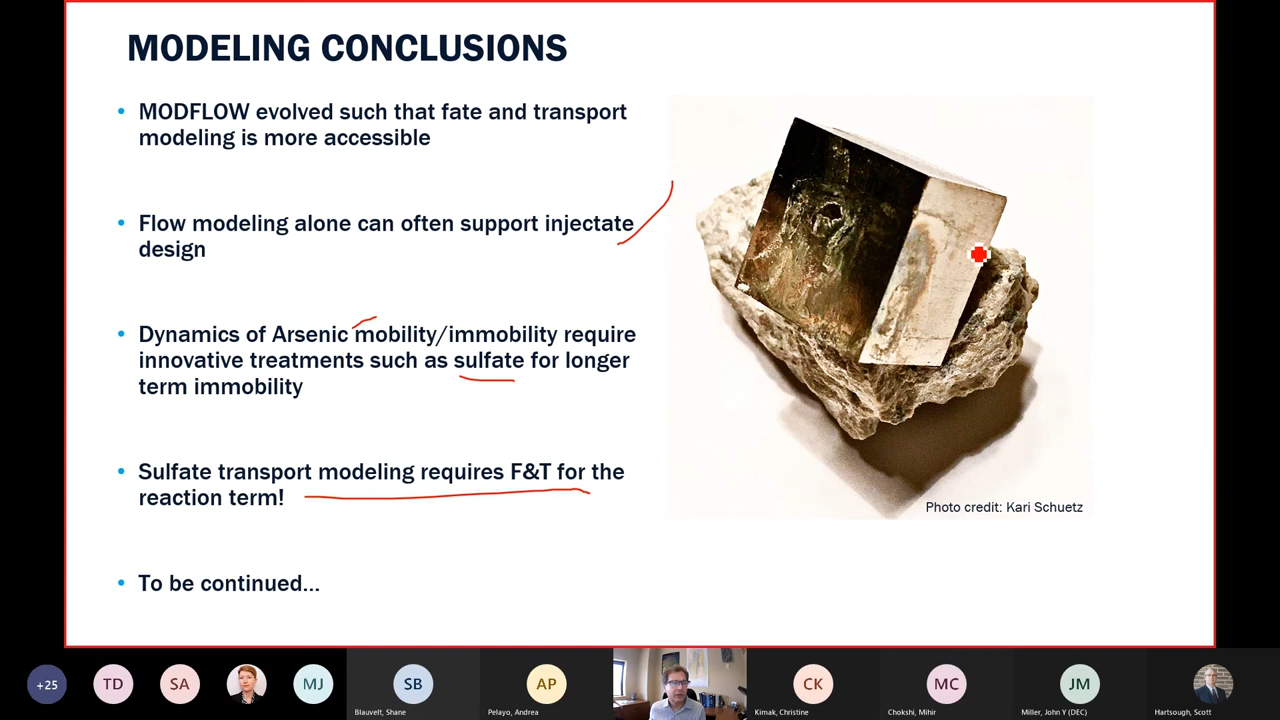 MODELING CONCLUSIONS
• MODFLOW evolved such that fate and transport
modeling is more accessible
• Flow modeling alone can often support injectate
design
• Dynamics of Arsenic mobility/immobility require
innovative treatments such as sulfate for longer
term immobility
• Sulfate transport modeling requires F&T for the
reaction term!
• To be continued...
Photo credit: Kari Schuetz
+25
TD
SA
MJ
SB
Blauvelt, Shane
AP
Pelayo, Andrea
CK
Kimak, Christine
MC
Chokshi, Mihir
JM
Miller, John Y (DEC)
Hartsough, Scott